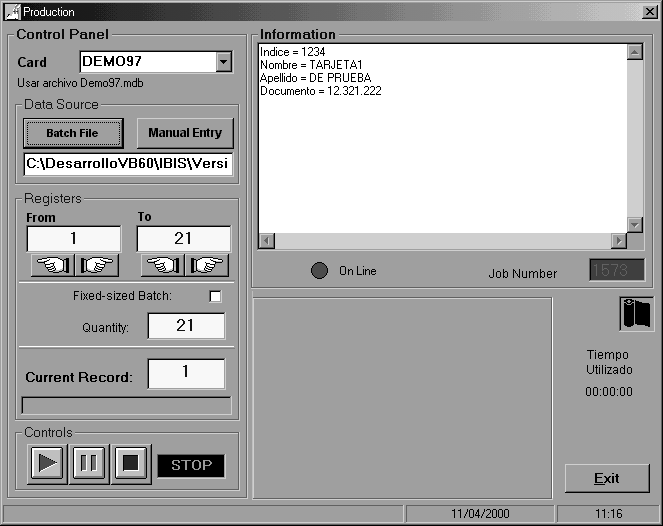 Production
Control Panel
Card
DEMO97
Usar archivo Demo97.mdb
Data Source
Batch File
Manual Entry
C:\DesarrolloVB60\IBIS\Versi
Registers
From
To
1
21
Fixed-sized Batch:
Quantity:
21
Current Record:
1
Controls
STOP
Information
Indice = 1234
Nombre = TARJETA1
Apellido = DE PRUEBA
Documento = 12.321.222
On Line
Job Number
1573
Tiempo
Utilizado
00:00:00
Exit
11/04/2000
11:16